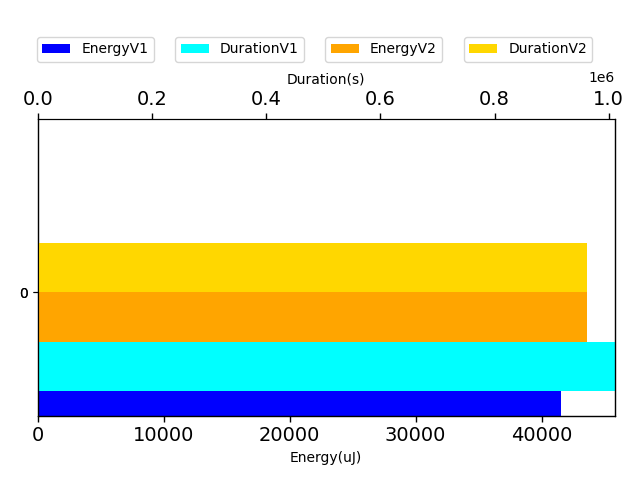 EnergyV1 DurationV1 EnergyV2 DurationV2
Duration(s)
1e6
0.0 0.2 0.4 0.6 0.8 1.0
0
0 10000 20000 30000 40000
Energy(uJ)